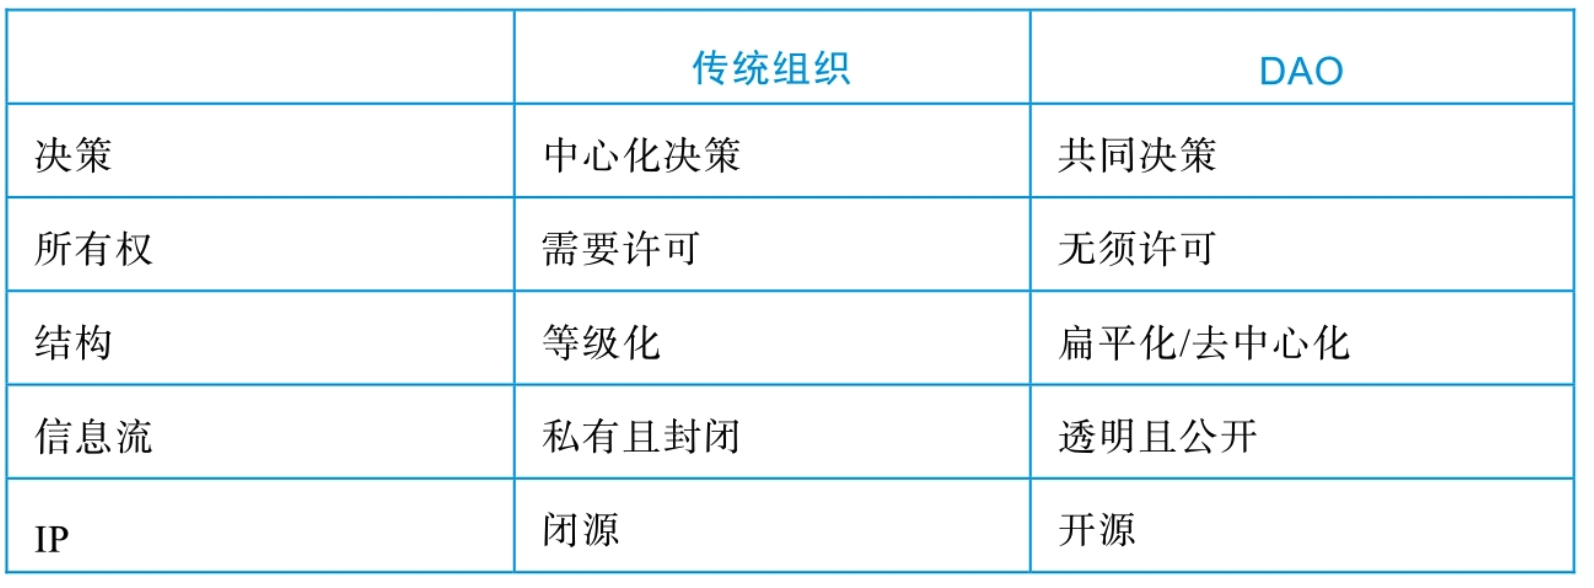 传统组织 DAO
决策 中心化决策 共同决策
所有权 需要许可 无须许可
结构 等级化 扁平化/去中心化
信息流 私有且封闭 透明且公开
IP 闭源 开源